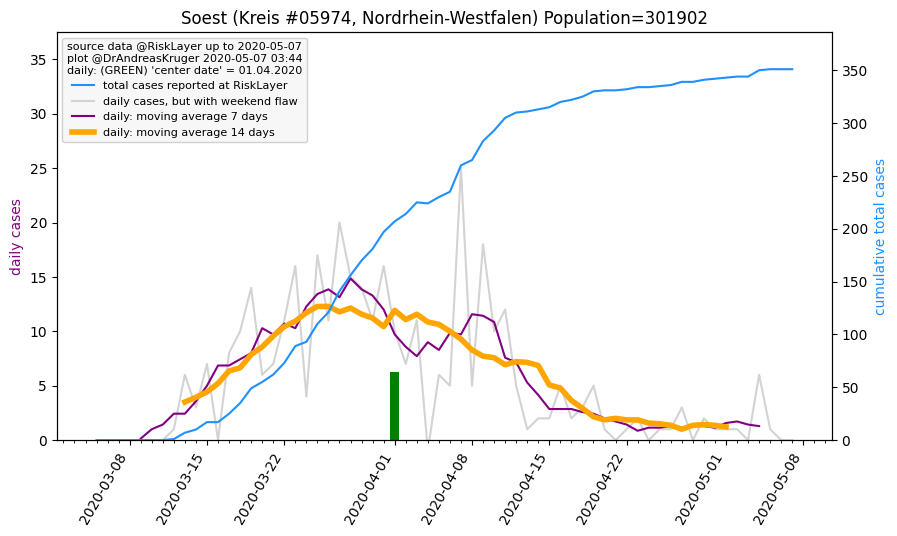 Soest (Kreis #05974, Nordrhein-Westfalen) Population=301902
source data @RiskLayer up to 2020-05-07
plot @DrAndreasKruger 2020-05-07 03:44
daily: (GREEN) 'center date' = 01.04.2020
total cases reported at RiskLayer
daily cases, but with weekend flaw
daily: moving average 7 days
daily: moving average 14 days
daily cases
35
30
25
20
15
10
5
0
350
300
250
200
150
100
50
0
cumulative total cases
2020-03-08
2020-03-15
2020-03-22
2020-04-01
2020-04-08
2020-04-15
2020-04-22
2020-05-01
2020-05-08